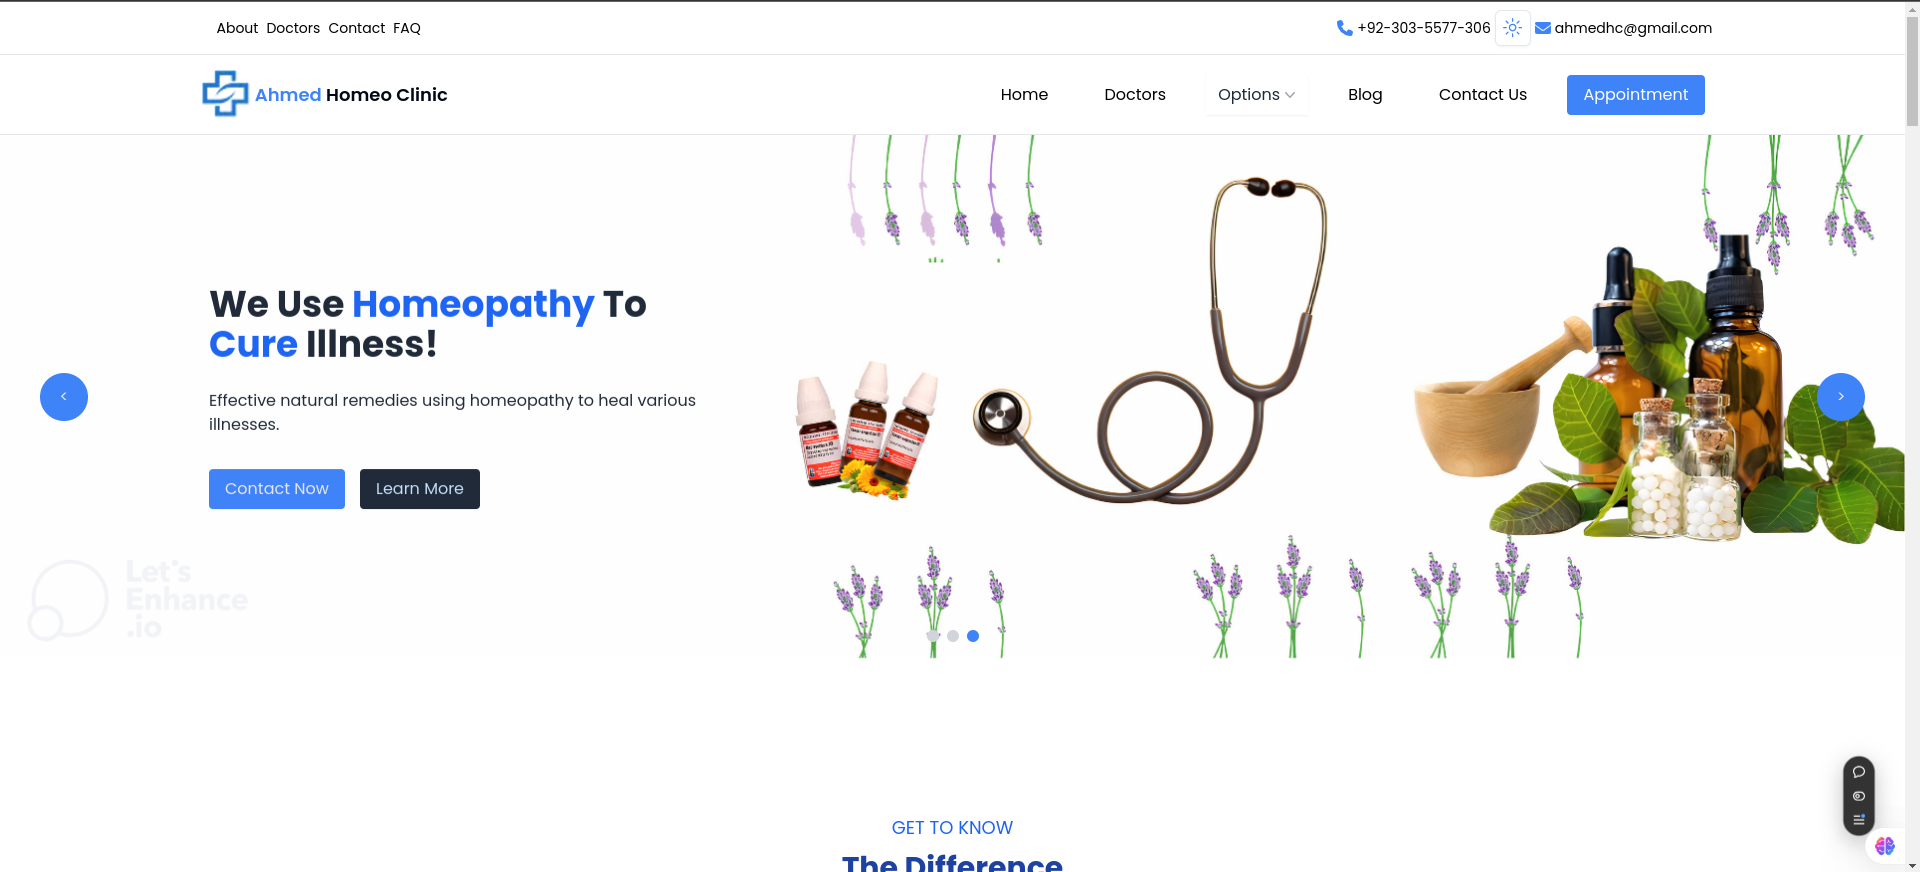 About Doctors Contact FAQ
+92-303-5577-306
ahmedhc@gmail.com
Ahmed Homeo Clinic
Home
Doctors
Options
Blog
Contact Us
Appointment
We Use Homeopathy To
Cure Illness!
Effective natural remedies using homeopathy to heal various
illnesses.
Contact Now
Learn More
<
>
Let's
Enhance
.io
GET TO KNOW
The Difference